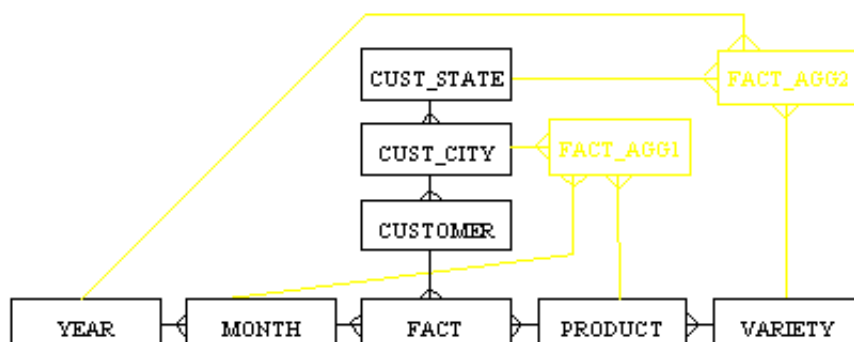 CUST_STATE
FACT_AGG2
CUST_CITY
FACT_AGG1
CUSTOMER
YEAR
MONTH
FACT
PRODUCT
VARIETY